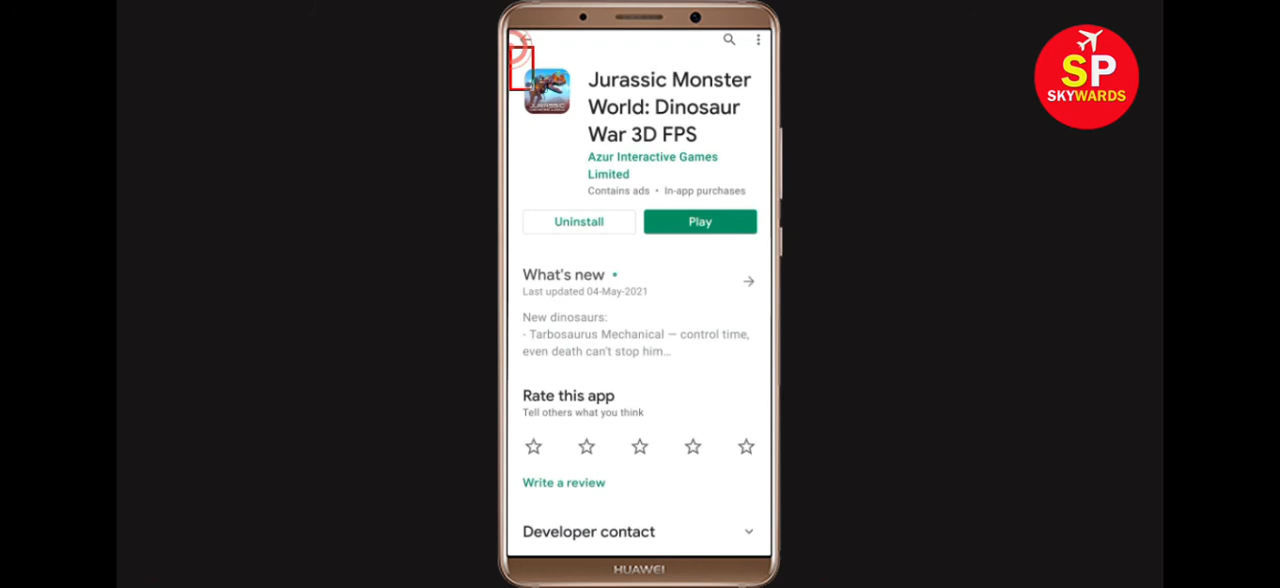 SP
SKYWARDS
Jurassic Monster
World: Dinosaur
War 3D FPS
Azur Interactive Games
Limited
Contains ads • In-app purchases
Uninstall
Play
What's new •
Last updated 04-May-2021
New dinosaurs:
- Tarbosaurus Mechanical — control time,
even death can't stop him...
Rate this app
Tell others what you think
Write a review
Developer contact
HUAWEI